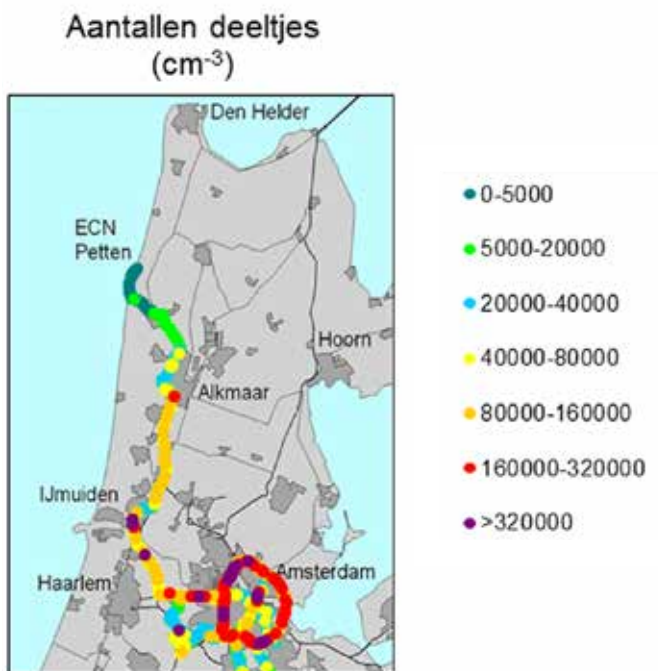 Aantallen deeltjes
(cm-3)
Den Helder
ECN
Petten
Hoorn
Alkmaar
IJmuiden
Haarlem
Amsterdam
0-5000
5000-20000
20000-40000
40000-80000
80000-160000
160000-320000
>320000